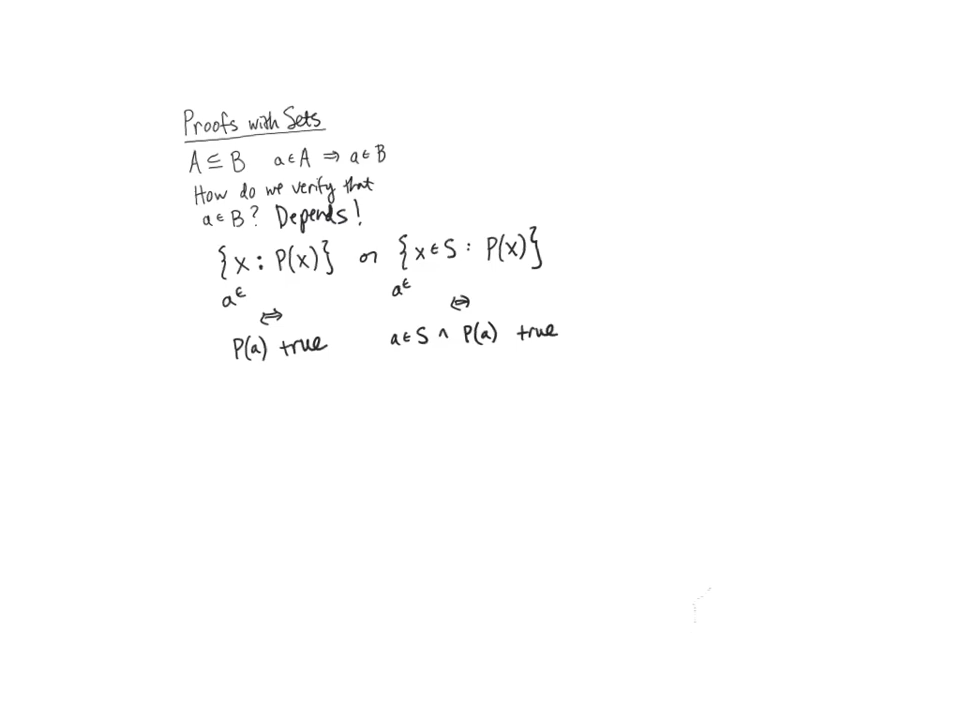 Proofs with Sets
A ⊆ B a ∈ A ⇒ a ∈ B
How do we verify that
a ∈ B? Depends!
{x : P(x)} or {x ∈ S : P(x)}
a ∈ a ∈
⇔ ⇔
P(a) true a ∈ S ∧ P(a) true